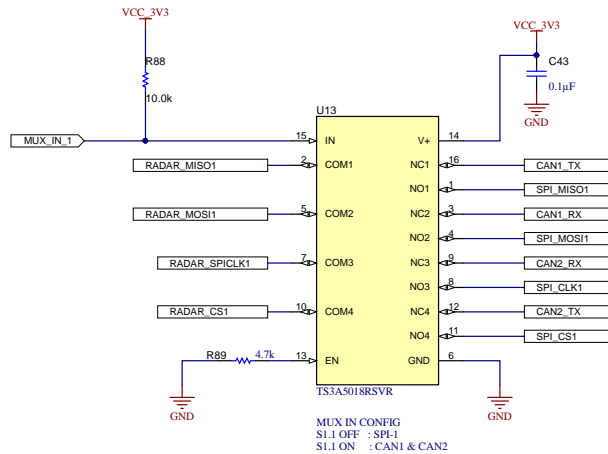 VCC_3V3
VCC_3V3
R88
10.0k
C43
0.1µF
GND
U13
MUX_IN_1
15
IN
V+
14
RADAR_MISO1
2
COM1
NC1
16
CAN1_TX
NO1
1
SPI_MISO1
RADAR_MOSI1
5
COM2
NC2
3
CAN1_RX
NO2
4
SPI_MOSI1
RADAR_SPICLK1
7
COM3
NC3
9
CAN2_RX
NO3
8
SPI_CLK1
RADAR_CS1
10
COM4
NC4
12
CAN2_TX
NO4
11
SPI_CS1
R89
4.7k
13
EN
GND
6
GND
GND
TS3A5018RSVR
MUX IN CONFIG
S1.1 OFF : SPI-1
S1.1 ON : CAN1 & CAN2